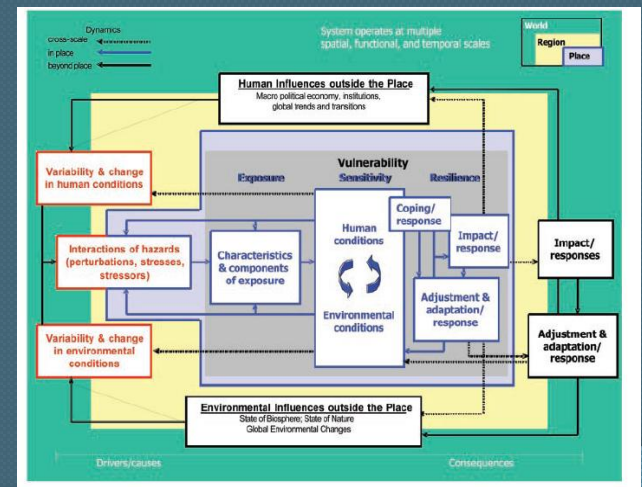 Dynamics
cross-scale
in place
beyond place
System operates at multiple
spatial, functional, and temporal scales
World
Region
Place
Human Influences outside the Place
Macro political economy, institutions,
global trends and transitions
Variability & change
in human conditions
Vulnerability
Exposure
Sensitivity
Resilience
Coping/
response
Interactions of hazards
(perturbations, stresses,
stressors)
Characteristics
& components
of exposure
Human
conditions
Environmental
conditions
Impact/
response
Adjustment &
adaptation/
response
Impact/
responses
Adjustment &
adaptation/
response
Variability & change
in environmental
conditions
Environmental Influences outside the Place
State of Biosphere; State of Nature
Global Environmental Changes
Drivers/causes
Consequences